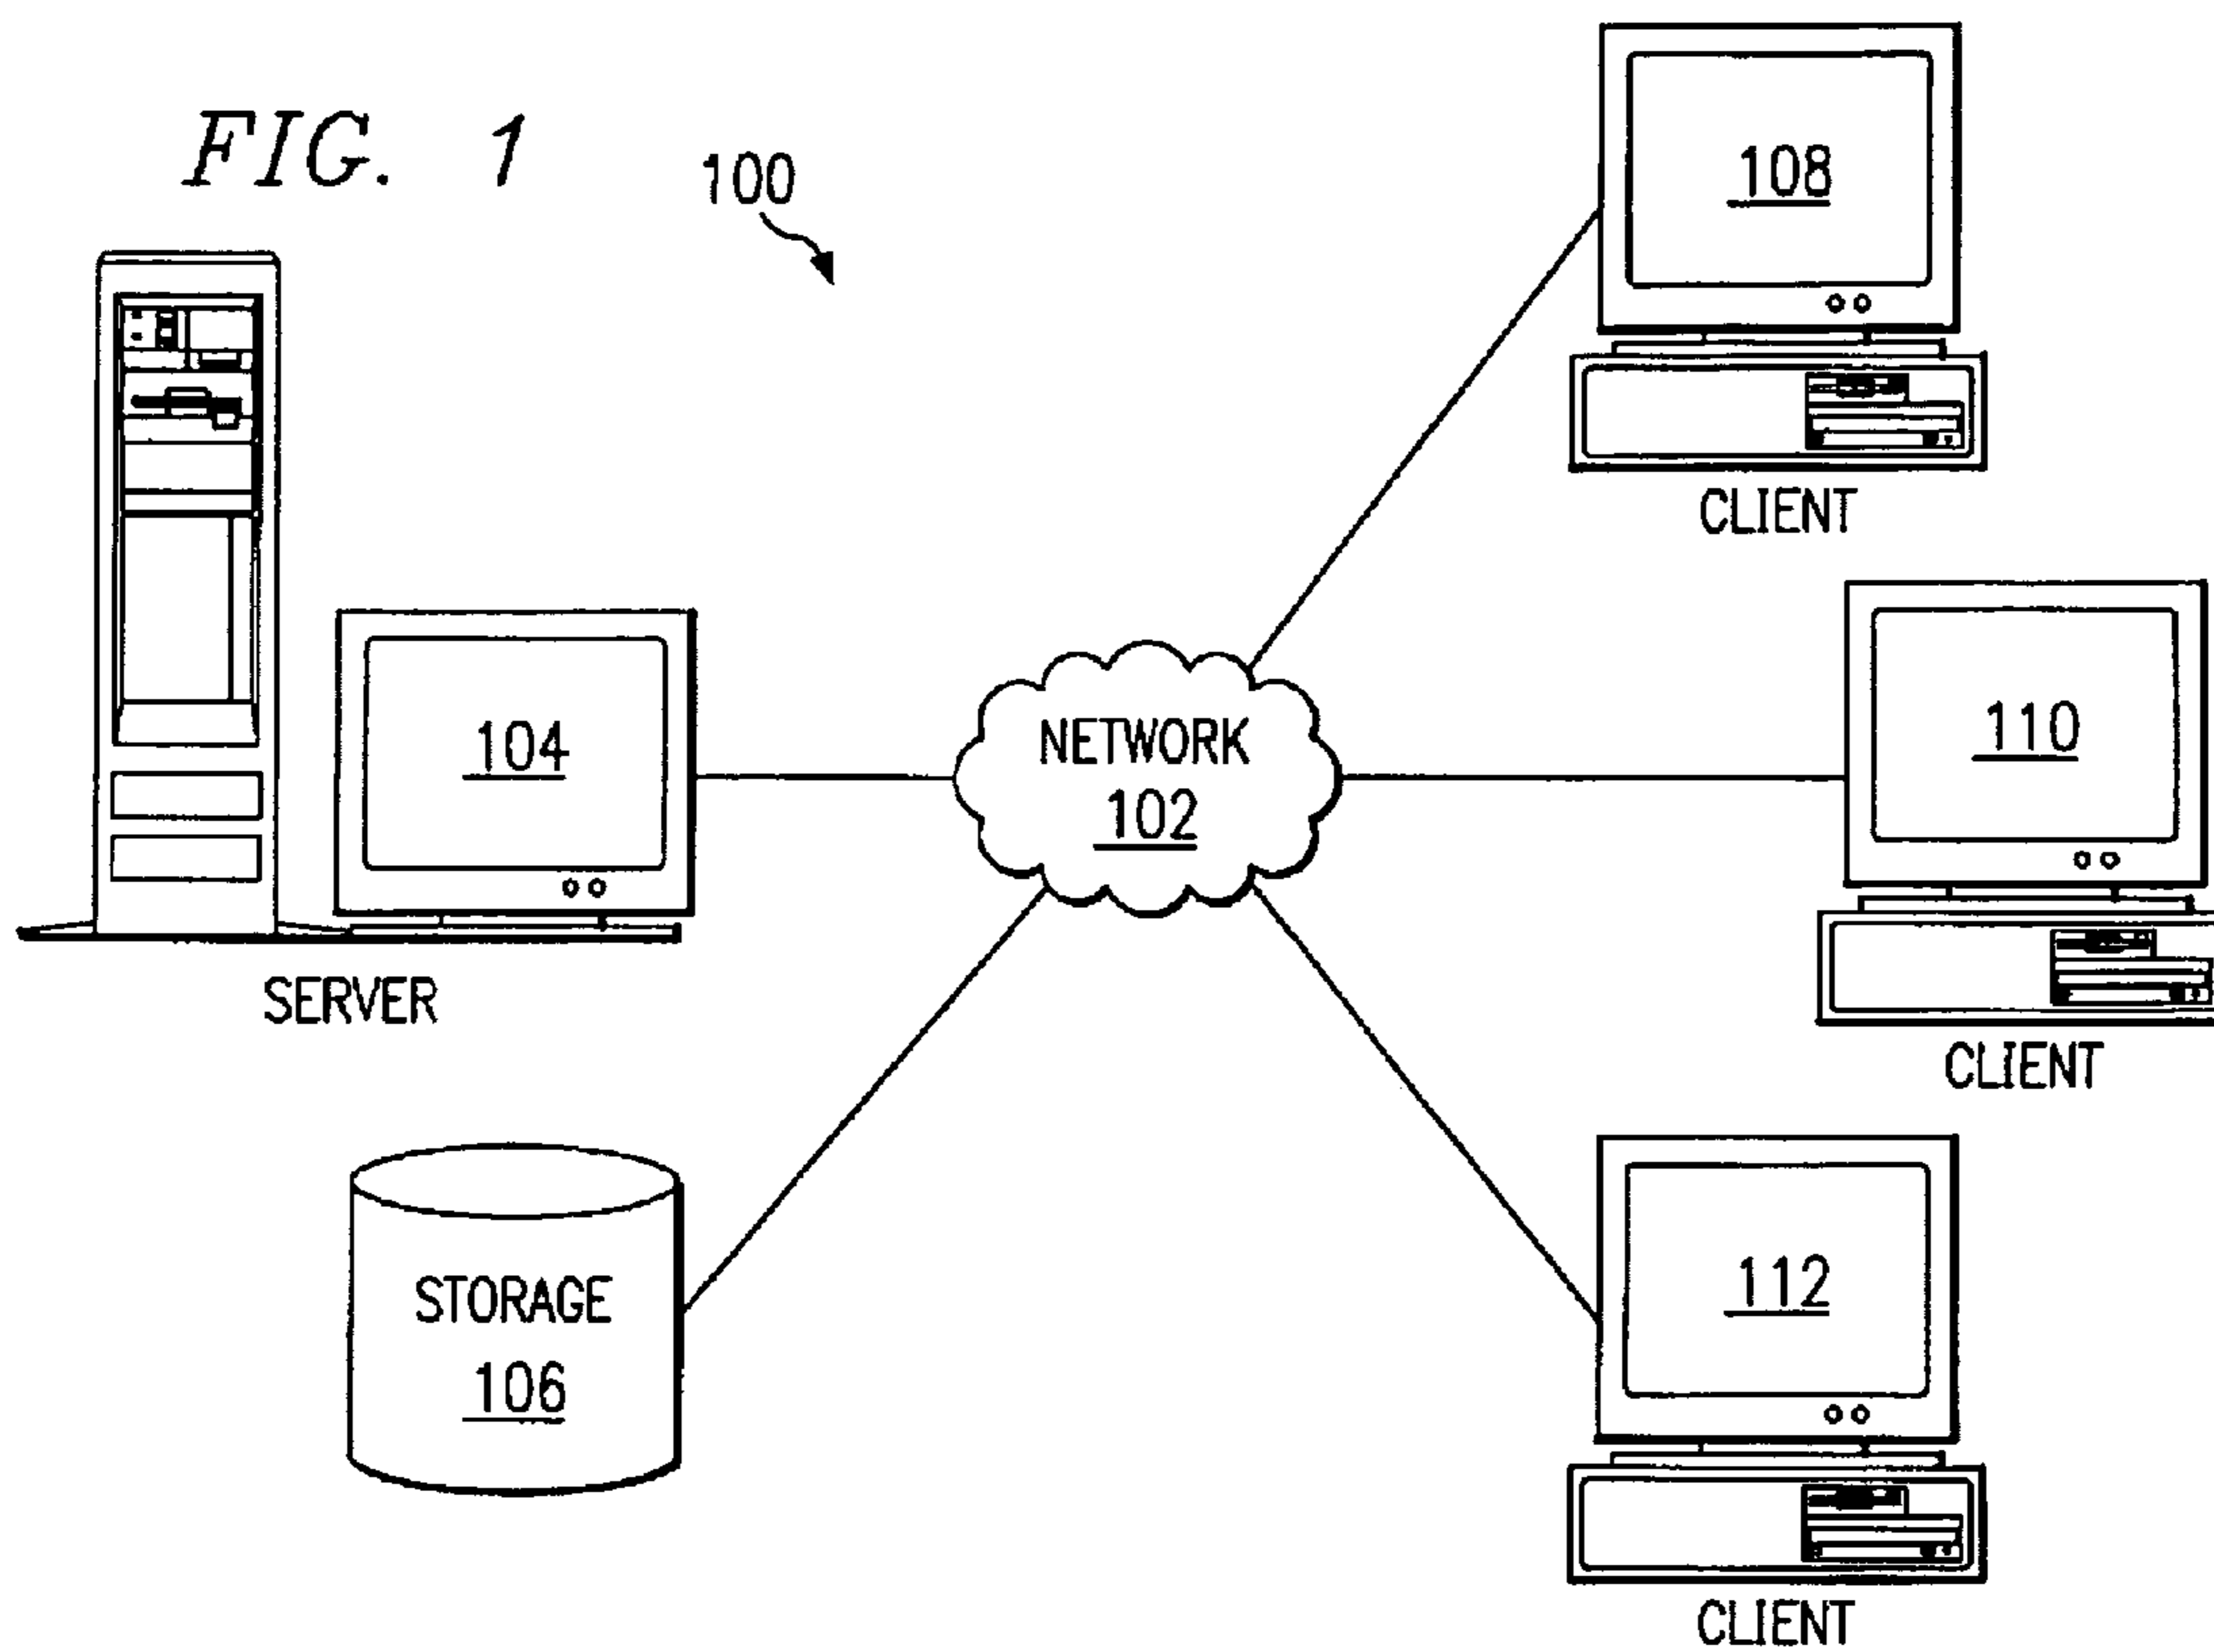 FIG. 1
100
108
CLIENT
104
SERVER
NETWORK
102
110
CLIENT
STORAGE
106
112
CLIENT